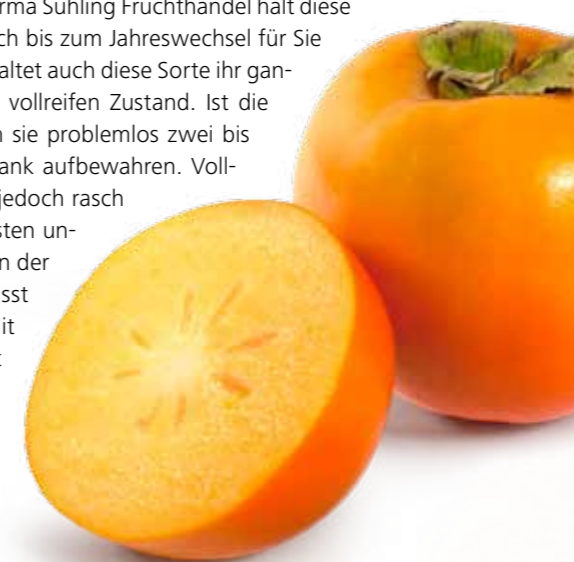 rma Sühling Fruchthandel hält diese
ch bis zum Jahreswechsel für Sie
altet auch diese Sorte ihr gan-
vollreifen Zustand. Ist die
n sie problemlos zwei bis
ank aufbewahren. Voll-
jedoch rasch
sten un-
n der
sst
it